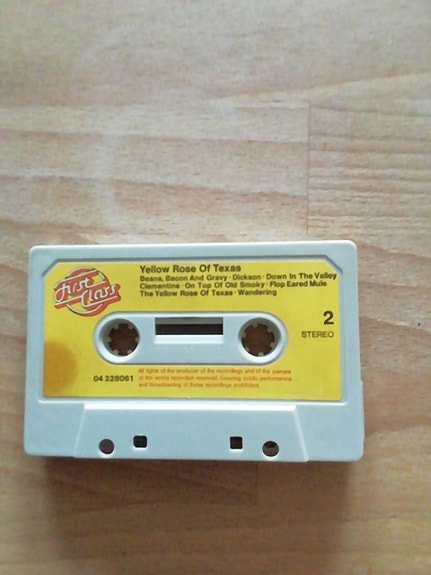 First
Class
Yellow Rose Of Texas
Beans, Bacon And Gravy · Dickson · Down In The Valley
Clementine · On Top Of Old Smoky · Flop Eared Mule
The Yellow Rose Of Texas · Wandering
2
STEREO
04 328061
All rights of the producer of the recordings and of the owners
of the works recorded reserved. Copying, public performance
and broadcasting of those recordings prohibited.